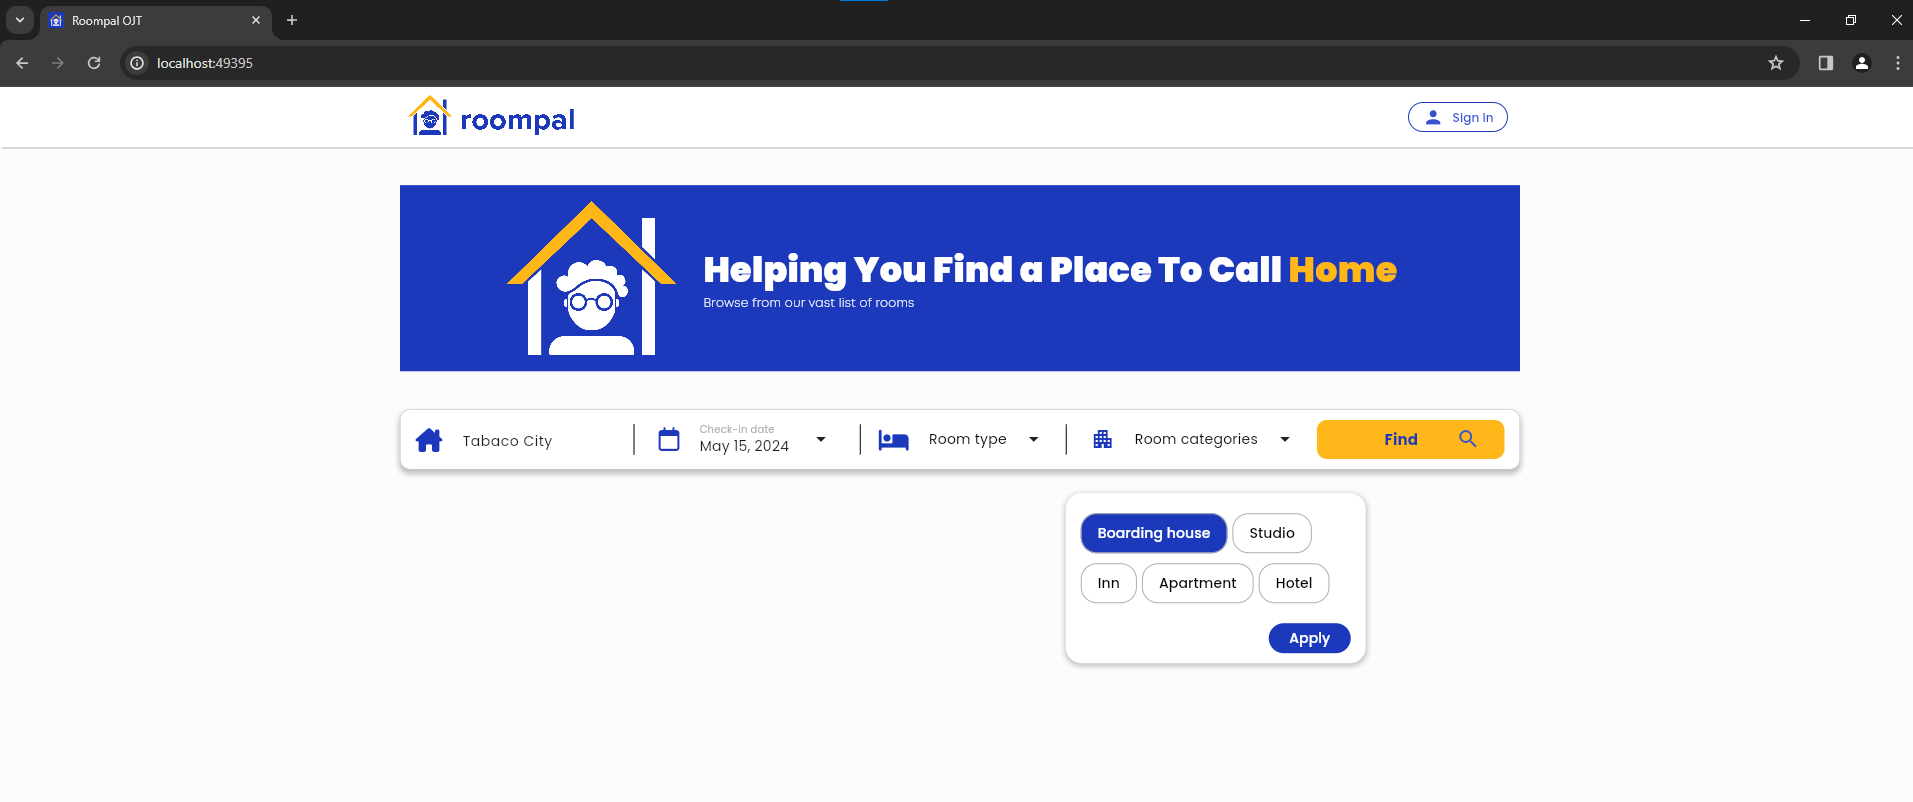 Roompal OJT
localhost:49395
roompal
Sign In
Helping You Find a Place To Call Home
Browse from our vast list of rooms
Tabaco City
Check-in date
May 15, 2024
Room type
Room categories
Find
Boarding house
Studio
Inn
Apartment
Hotel
Apply